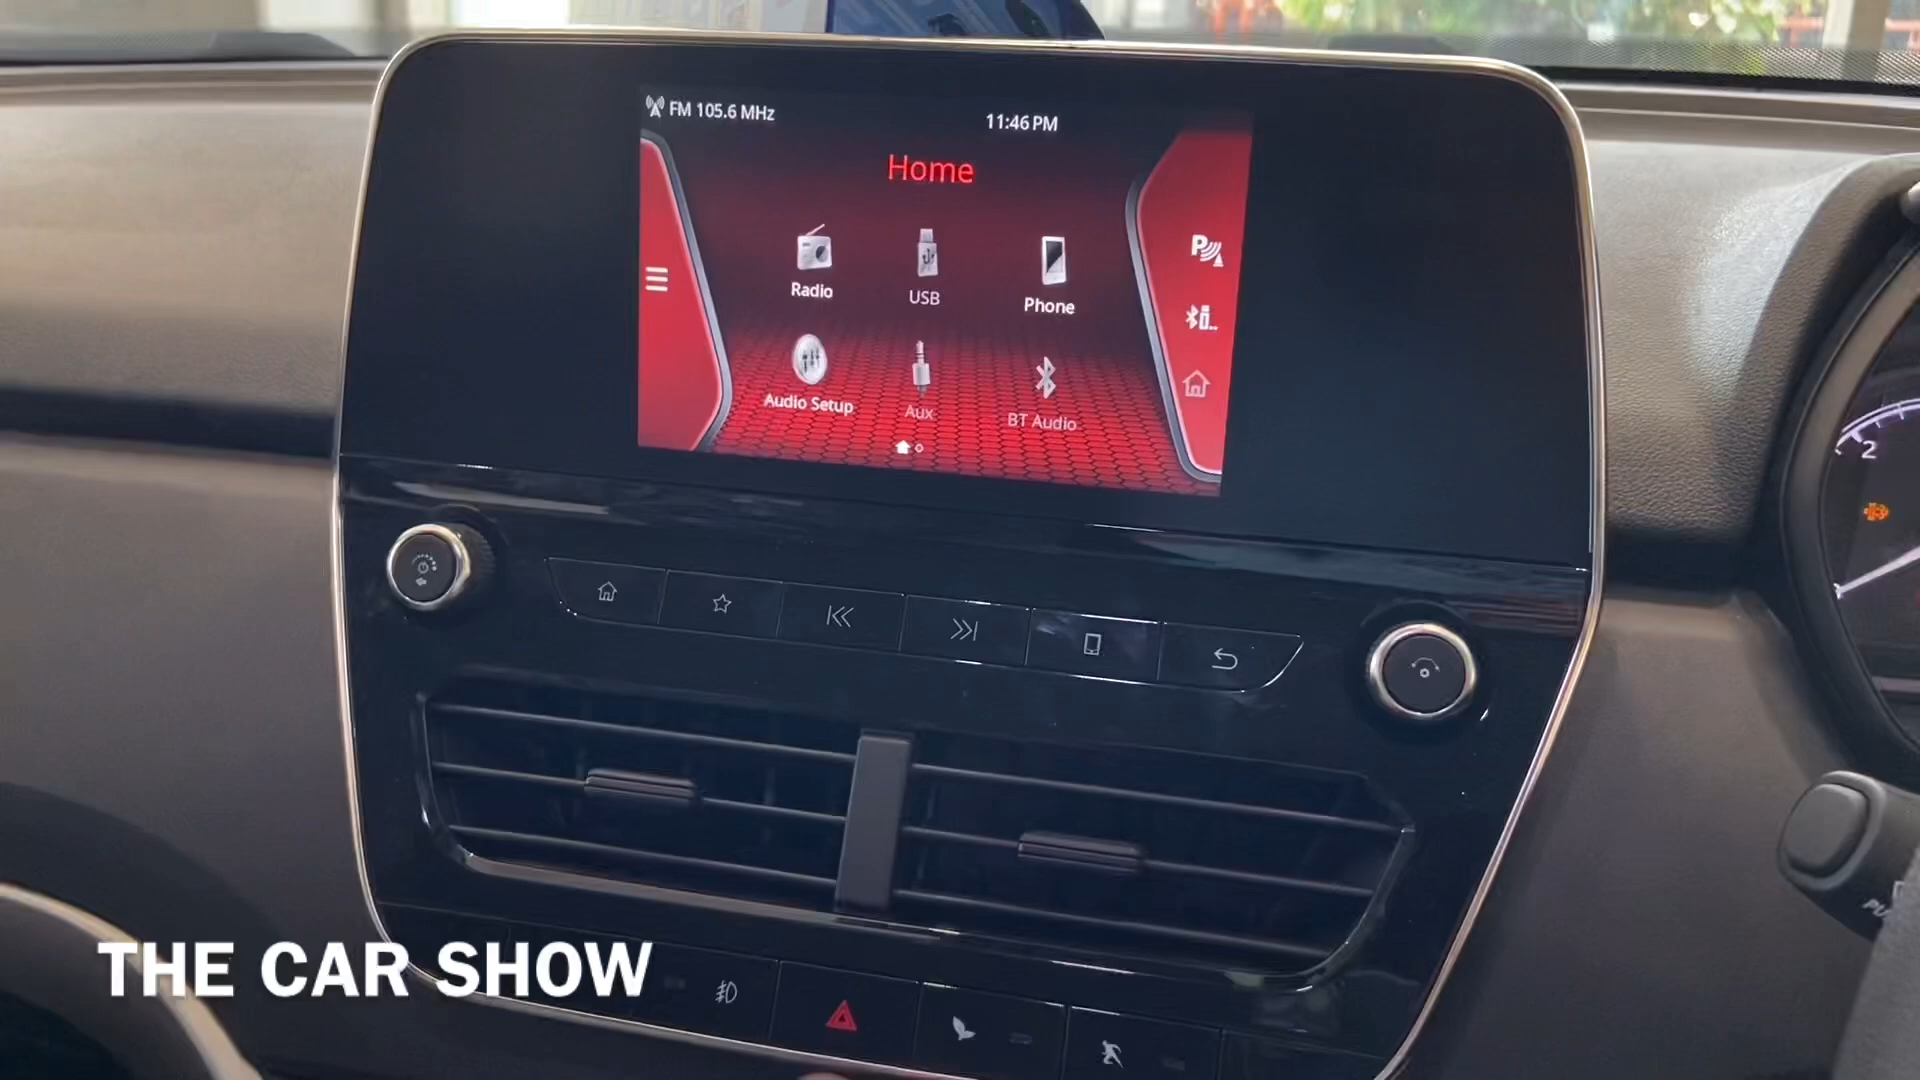 FM 105.6 MHz
11:46 PM
Home
Radio
USB
Phone
Audio Setup
Aux
BT Audio
2
THE CAR SHOW